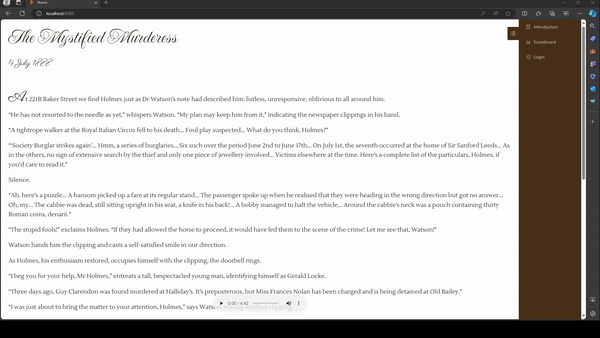 Home
localhost:8080
The Mystified Murderess
4 July 1888
Introduction
Scoreboard
Login
At 221B Baker Street we find Holmes just as Dr Watson's note had described him: listless, unresponsive, oblivious to all around him.
"He has not resorted to the needle as yet," whispers Watson. "My plan may keep him from it," indicating the newspaper clippings in his hand.
"A tightrope walker at the Royal Italian Circus fell to his death... Foul play suspected... What do you think, Holmes?"
"'Society Burglar strikes again'... Hmm, a series of burglaries... Six such over the period June 2nd to June 17th... On July 1st, the seventh occurred at the home of Sir Sanford Leeds... As
in the others, no sign of extensive search by the thief and only one piece of jewellery involved... Victims elsewhere at the time. Here's a complete list of the particulars, Holmes, if
you'd care to read it."
Silence.
"Ah, here's a puzzle... A hansom picked up a fare at its regular stand... The passenger spoke up when he realised that they were heading in the wrong direction but got no answer...
Oh, my... The cabbie was dead, still sitting upright in his seat, a knife in his back!... A bobby managed to halt the vehicle... Around the cabbie's neck was a pouch containing thirty
Roman coins, denarii."
"The stupid fools!" exclaims Holmes. "If they had allowed the horse to proceed, it would have led them to the scene of the crime! Let me see that, Watson!"
Watson hands him the clipping and casts a self-satisfied smile in our direction.
As Holmes, his enthusiasm restored, occupies himself with the clipping, the doorbell rings.
"I beg you for your help, Mr Holmes," entreats a tall, bespectacled young man, identifying himself as Gerald Locke.
"Three days ago, Guy Clarendon was found murdered at Halliday's. It's preposterous, but Miss Frances Nolan has been charged and is being detained at Old Bailey."
"I was just about to bring the matter to your attention, Holmes," says Watson,
0:00 / 4:42